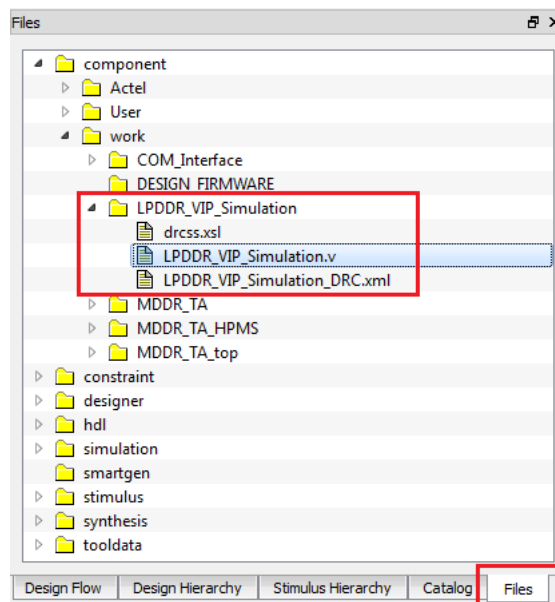 Files
component
Actel
User
work
COM_Interface
DESIGN_FIRMWARE
LPDDR_VIP_Simulation
drcss.xsl
LPDDR_VIP_Simulation.v
LPDDR_VIP_Simulation_DRC.xml
MDDR_TA
MDDR_TA_HPMS
MDDR_TA_top
constraint
designer
hdl
simulation
smartgen
stimulus
synthesis
tooldata
Design Flow Design Hierarchy Stimulus Hierarchy Catalog Files